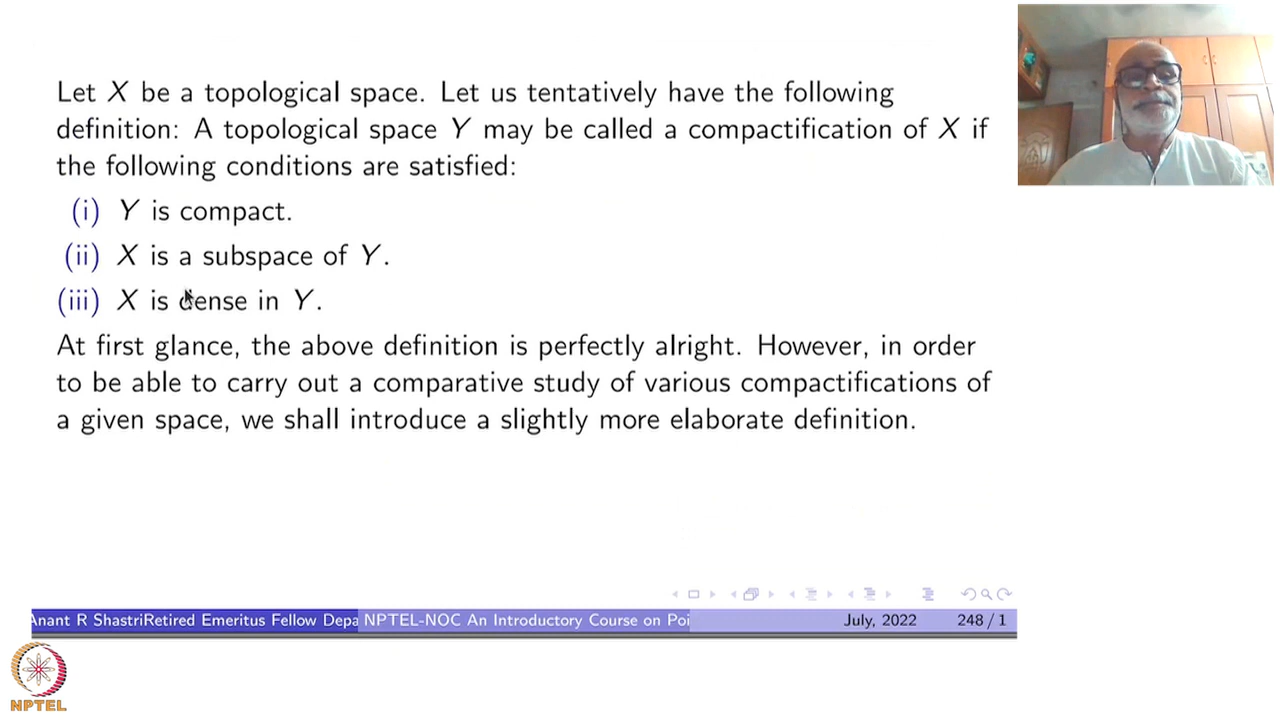 Let X be a topological space. Let us tentatively have the following
definition: A topological space Y may be called a compactification of X if
the following conditions are satisfied:
(i) Y is compact.
(ii) X is a subspace of Y.
(iii) X is dense in Y.
At first glance, the above definition is perfectly alright. However, in order
to be able to carry out a comparative study of various compactifications of
a given space, we shall introduce a slightly more elaborate definition.
Anant R ShastriRetired Emeritus Fellow Depa NPTEL-NOC An Introductory Course on Poi July, 2022 248 / 1
NPTEL